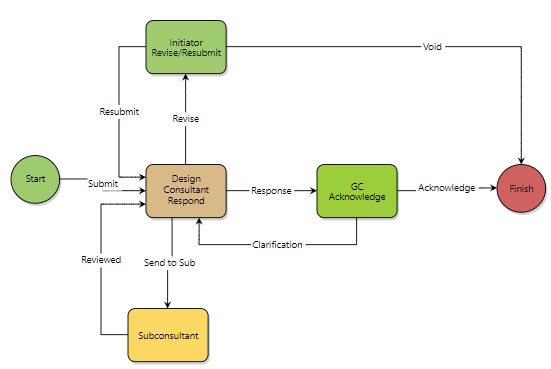 Initiator
Revise/Resubmit
Void
Resubmit
Revise
Start
Submit
Design
Consultant
Respond
Response
GC
Acknowledge
Acknowledge
Finish
Clarification
Reviewed
Send to Sub
Subconsultant